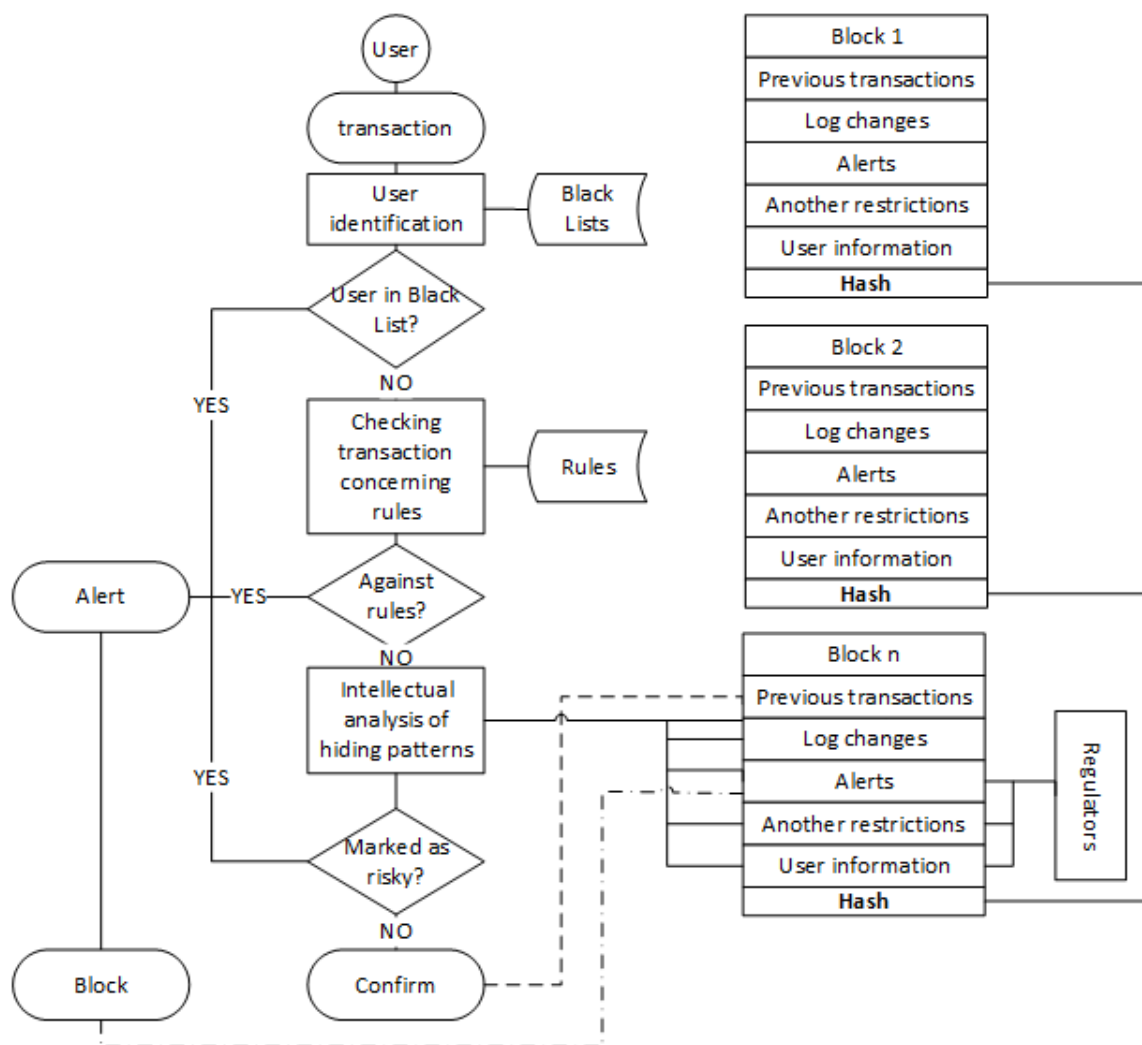 User
transaction
User
identification
Black
Lists
User in Black
List?
NO
YES
Checking
transaction
concerning
rules
Rules
Alert
YES
Against
rules?
NO
Intellectual
analysis of
hiding patterns
YES
Marked as
risky?
NO
Block
Confirm
Block 1
Previous transactions
Log changes
Alerts
Another restrictions
User information
Hash
Block 2
Previous transactions
Log changes
Alerts
Another restrictions
User information
Hash
Block n
Previous transactions
Log changes
Alerts
Another restrictions
User information
Hash
Regulators